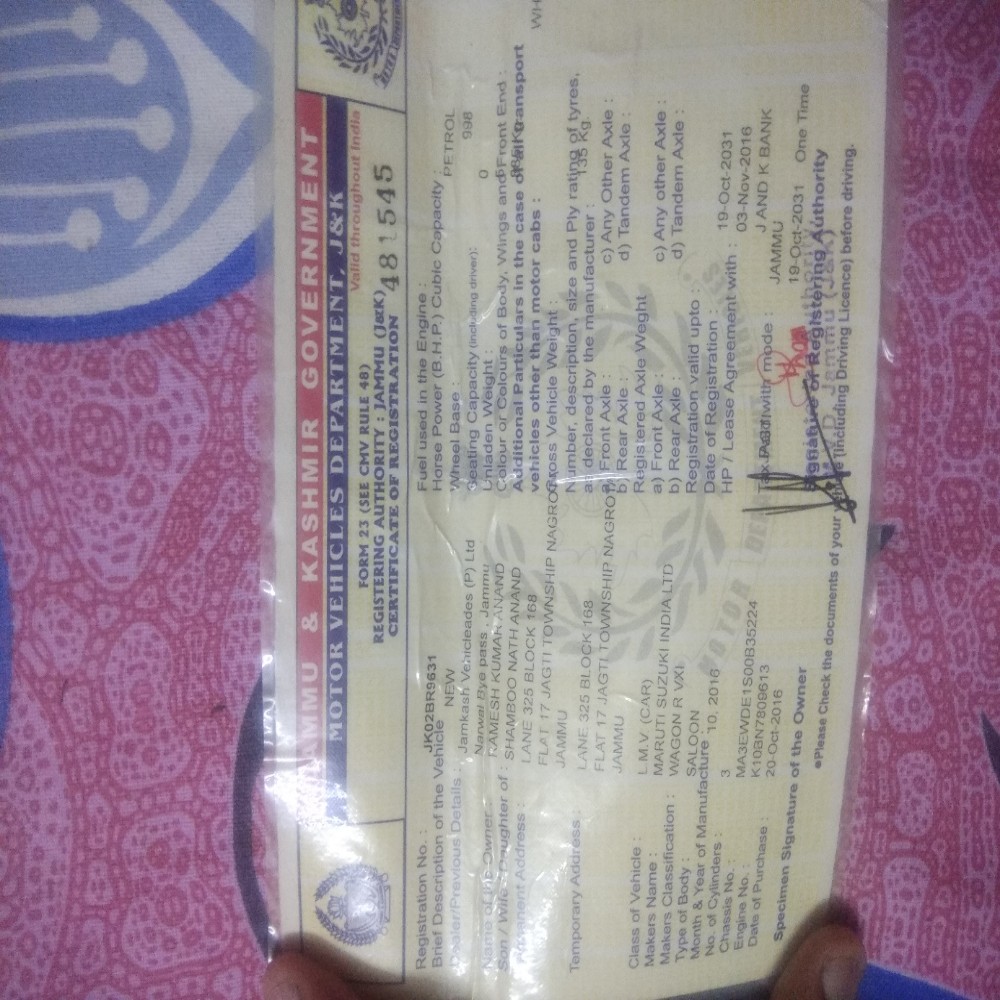 JAMMU & KASHMIR GOVERNMENT
MOTOR VEHICLES DEPARTMENT, J&K
Valid throughout India
FORM 23 (SEE CMV RULE 48)
REGISTERING AUTHORITY : JAMMU (J&K)
CERTIFICATE OF REGISTRATION 481545
Registration No. : JK02BR9631
Brief Description of the Vehicle NEW
Dealer/Previous Details : Jamkash Vehicleades (P) Ltd
Narwal Bye pass , Jammu
Name of the Owner : RAMESH KUMAR ANAND
Son / Wife / Daughter of : SHAMBOO NATH ANAND
Permanent Address : LANE 325 BLOCK 168
FLAT 17 JAGTI TOWNSHIP NAGRO
JAMMU
Temporary Address : LANE 325 BLOCK 168
FLAT 17 JAGTI TOWNSHIP NAGROT
JAMMU
Class of Vehicle : L.M.V (CAR)
Makers Name : MARUTI SUZUKI INDIA LTD
Makers Classification : WAGON R VXI
Type of Body : SALOON
Month & Year of Manufacture : 10, 2016
No. of Cylinders : 3
Chassis No. : MA3EWDE1S00B35224
Engine No. : K10BN7809613
Date of Purchase : 20-Oct-2016
Specimen Signature of the Owner
Fuel used in the Engine : PETROL
Horse Power (B.H.P.) Cubic Capacity : 998
Wheel Base : 0
Seating Capacity (including driver):
Unladen Weight :
Colour or Colours of Body, Wings and Front End : WH
Additional Particulars in the case of all transport
vehicles other than motor cabs :
Gross Vehicle Weight :
Number, description, size and Ply rating of tyres,
as declared by the manufacturer : 135 Kg.
a) Front Axle : c) Any Other Axle :
b) Rear Axle : d) Tandem Axle :
Registered Axle Weght
a) Front Axle : c) Any other Axle :
b) Rear Axle : d) Tandem Axle :
Registration valid upto : 19-Oct-2031
Date of Registration : 03-Nov-2016
HP / Lease Agreement with : J AND K BANK
JAMMU
Tax Paid with mode : 19-Oct-2031 One Time
Signature of Registering Authority
●Please Check the documents of your (including Driving Licence) before driving.
MOTOR DEPARTMENT